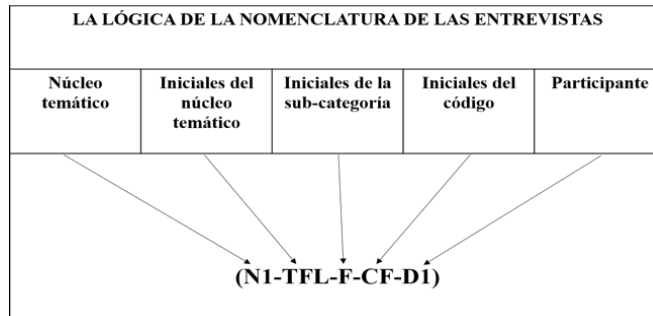 LA LÓGICA DE LA NOMENCLATURA DE LAS ENTREVISTAS
Núcleo
temático
Iniciales del
núcleo
temático
Iniciales de la
sub-categoría
Iniciales del
código
Participante
(N1-TFL-F-CF-D1)